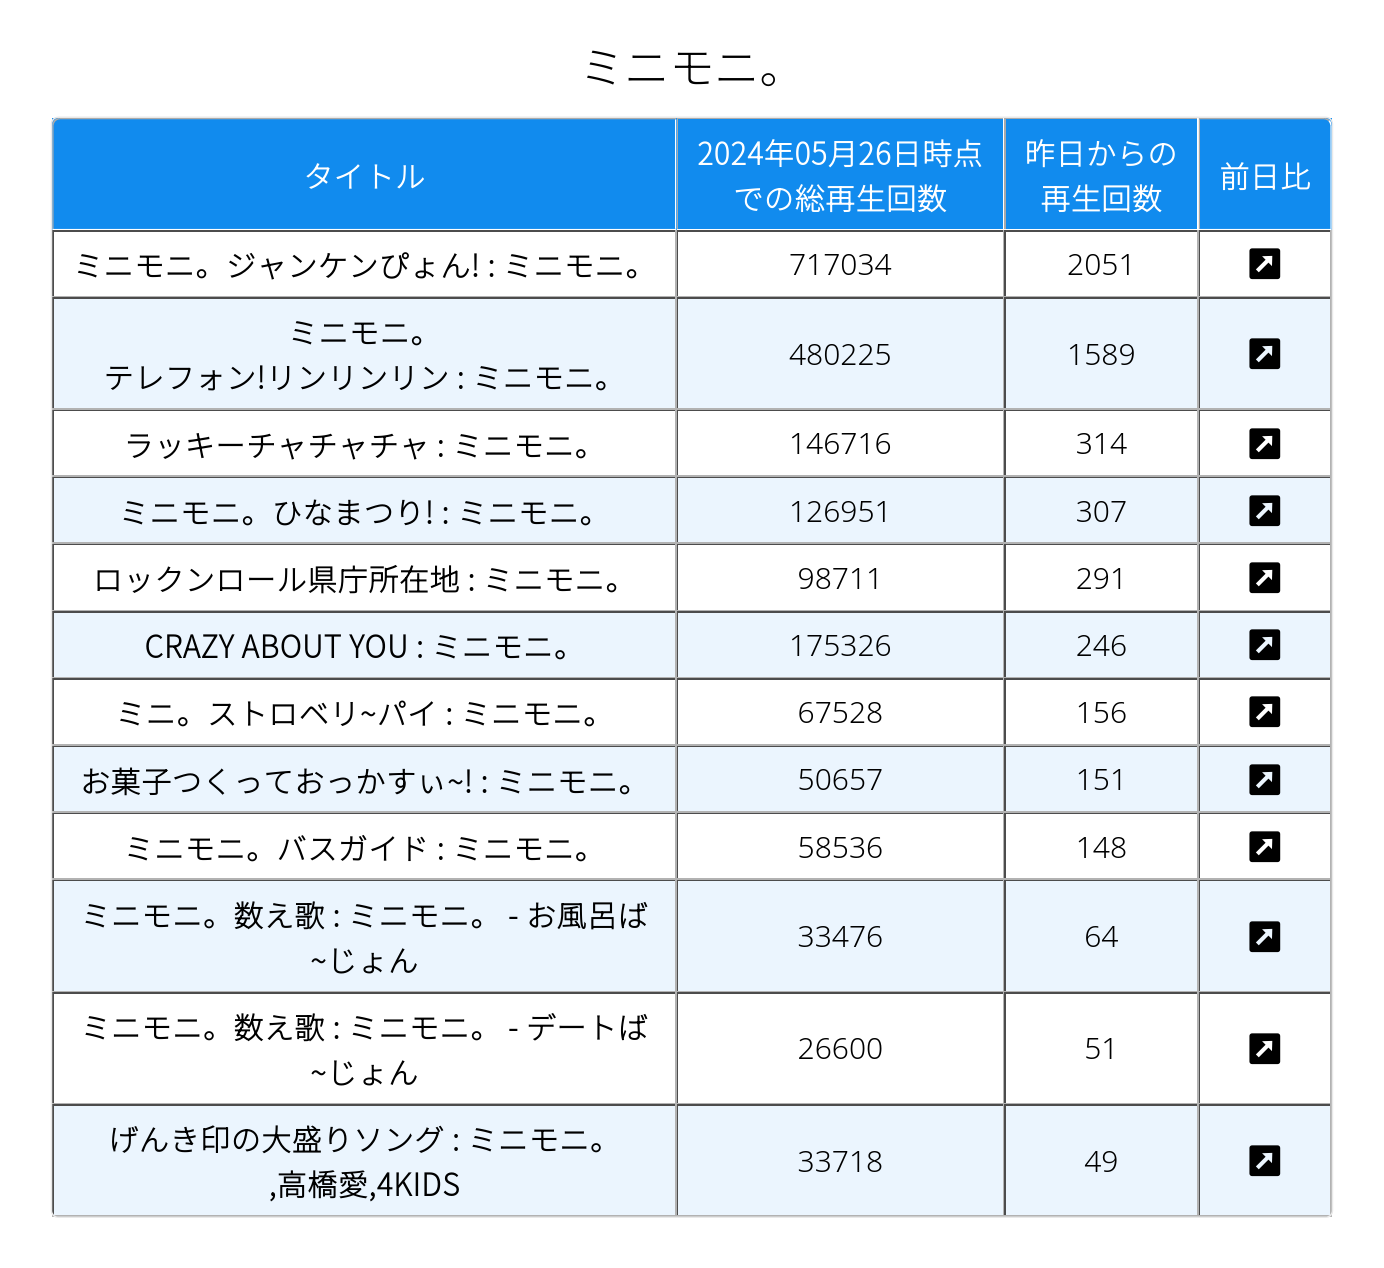 ミニモニ。
タイトル
2024年05月26日時点
での総再生回数
昨日からの
再生回数
前日比
ミニモニ。ジャンケンぴょん! : ミニモニ。
717034
2051
ミニモニ。
テレフォン!リンリンリン : ミニモニ。
480225
1589
ラッキーチャチャチャ : ミニモニ。
146716
314
ミニモニ。ひなまつり! : ミニモニ。
126951
307
ロックンロール県庁所在地 : ミニモニ。
98711
291
CRAZY ABOUT YOU : ミニモニ。
175326
246
ミニ。ストロベリ~パイ : ミニモニ。
67528
156
お菓子つくっておっかすぃ~! : ミニモニ。
50657
151
ミニモニ。バスガイド : ミニモニ。
58536
148
ミニモニ。数え歌 : ミニモニ。 - お風呂ば
~じょん
33476
64
ミニモニ。数え歌 : ミニモニ。 - デートば
~じょん
26600
51
げんき印の大盛りソング : ミニモニ。
,高橋愛,4KIDS
33718
49